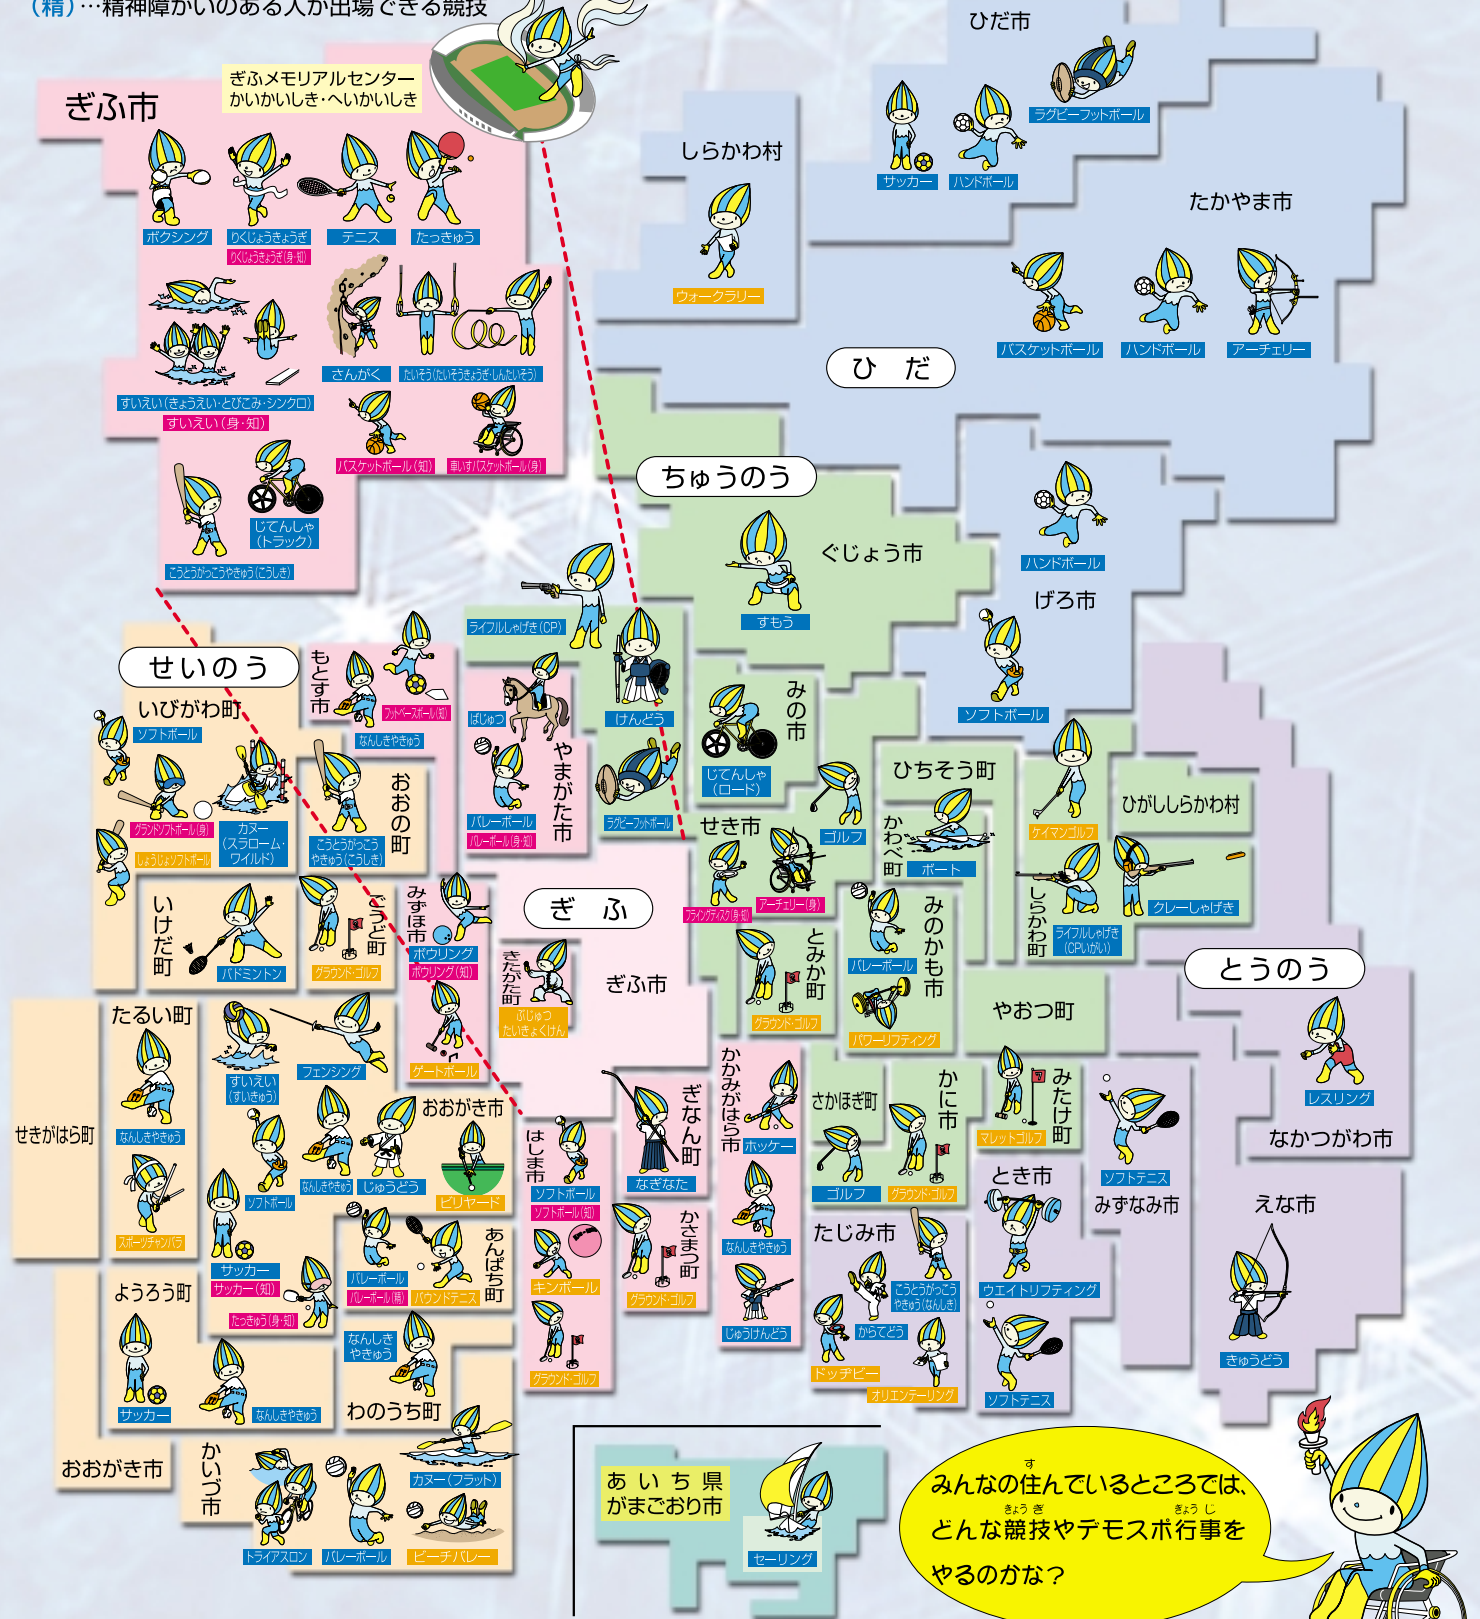 (精)…精神障がいのある人が出場できる競技
ぎふメモリアルセンター
かいかいしき・へいかいしき
ぎふ市
ボクシング
りくじょうきょうぎ
りくじょうきょうぎ(身・知)
テニス
たっきゅう
すいえい(きょうえい・とびこみ・シンクロ)
すいえい(身・知)
さんがく
たいそう(たいそうきょうぎ・しんたいそう)
バスケットボール(知)
車いすバスケットボール(身)
じてんしゃ
(トラック)
こうとうがっこうやきゅう(こうしき)
しらかわ村
ウォークラリー
ひだ市
サッカー
ハンドボール
ラグビーフットボール
たかやま市
バスケットボール
ハンドボール
アーチェリー
ひだ
ハンドボール
げろ市
ソフトボール
ちゅうのう
ぐじょう市
すもう
ライフルしゃげき(CP)
けんどう
ラグビーフットボール
せき市
フライングディスク(身・知)
アーチェリー(身)
ゴルフ
みの市
じてんしゃ
(ロード)
ひちそう町
かわべ町
ボート
ケイマンゴルフ
ひがししらかわ村
しらかわ町
ライフルしゃげき
(CPいがい)
クレーしゃげき
とみか町
グラウンド・ゴルフ
みのかも市
バレーボール
パワーリフティング
やおつ町
さかほぎ町
ゴルフ
かに市
グラウンド・ゴルフ
みたけ町
マレットゴルフ
せいのう
いびがわ町
ソフトボール
グランドソフトボール(身)
しょうじょソフトボール
カヌー
(スラローム・
ワイルド)
おおの町
こうとうがっこう
やきゅう(こうしき)
いけだ町
バドミントン
ごうど町
グラウンド・ゴルフ
せきがはら町
たるい町
なんしきやきゅう
スポーツチャンバラ
おおがき市
すいえい
(すいきゅう)
フェンシング
ソフトボール
なんしきやきゅう
じゅうどう
ビリヤード
サッカー
サッカー(知)
たっきゅう(身・知)
あんぱち町
バレーボール
バレーボール(精)
バウンドテニス
ようろう町
サッカー
なんしきやきゅう
わのうち町
なんしき
やきゅう
おおがき市
かいづ市
トライアスロン
バレーボール
カヌー(フラット)
ビーチバレー
もとす市
フットベースボール(知)
なんしきやきゅう
やまがた市
ばじゅつ
バレーボール
バレーボール(身・知)
みずほ市
ボウリング
ボウリング(知)
ゲートボール
ぎふ
きたがた町
ぶじゅつ
たいきょくけん
ぎふ市
はしま市
ソフトボール
ソフトボール(知)
キンボール
グラウンド・ゴルフ
ぎなん町
なぎなた
かさまつ町
グラウンド・ゴルフ
かかみがはら市
ホッケー
なんしきやきゅう
じゅうけんどう
とうのう
なかつがわ市
レスリング
えな市
きゅうどう
みずなみ市
ソフトテニス
とき市
ウエイトリフティング
ソフトテニス
たじみ市
こうとうがっこう
やきゅう(なんしき)
からてどう
ドッヂビー
オリエンテーリング
あいち県
がまごおり市
セーリング
す
みんなの住んでいるところでは、
きょうぎ ぎょうじ
どんな競技やデモスポ行事を
やるのかな?